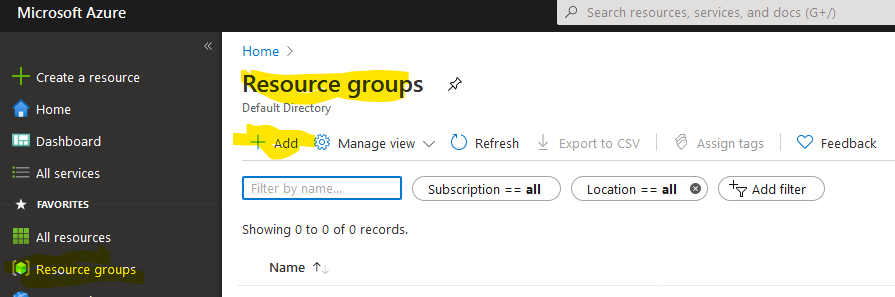 Microsoft Azure
Search resources, services, and docs (G+/)
«
Create a resource
Home
Dashboard
All services
FAVORITES
All resources
Resource groups
Home >
Resource groups
Default Directory
+ Add
Manage view
Refresh
Export to CSV
Assign tags
Feedback
Filter by name...
Subscription == all
Location == all
Add filter
Showing 0 to 0 of 0 records.
Name ↑↓